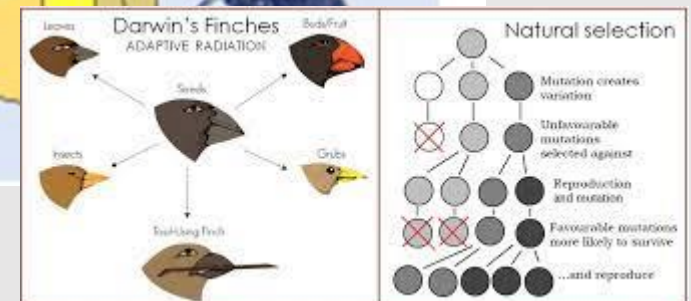 Darwin's Finches
ADAPTIVE RADIATION
Leaves
Buds/Fruit
Seeds
Insects
Grubs
Tool-Using Finch
Natural selection
Mutation creates
variation
Unfavourable
mutations
selected against
Reproduction
and mutation
Favourable mutations
more likely to survive
...and reproduce